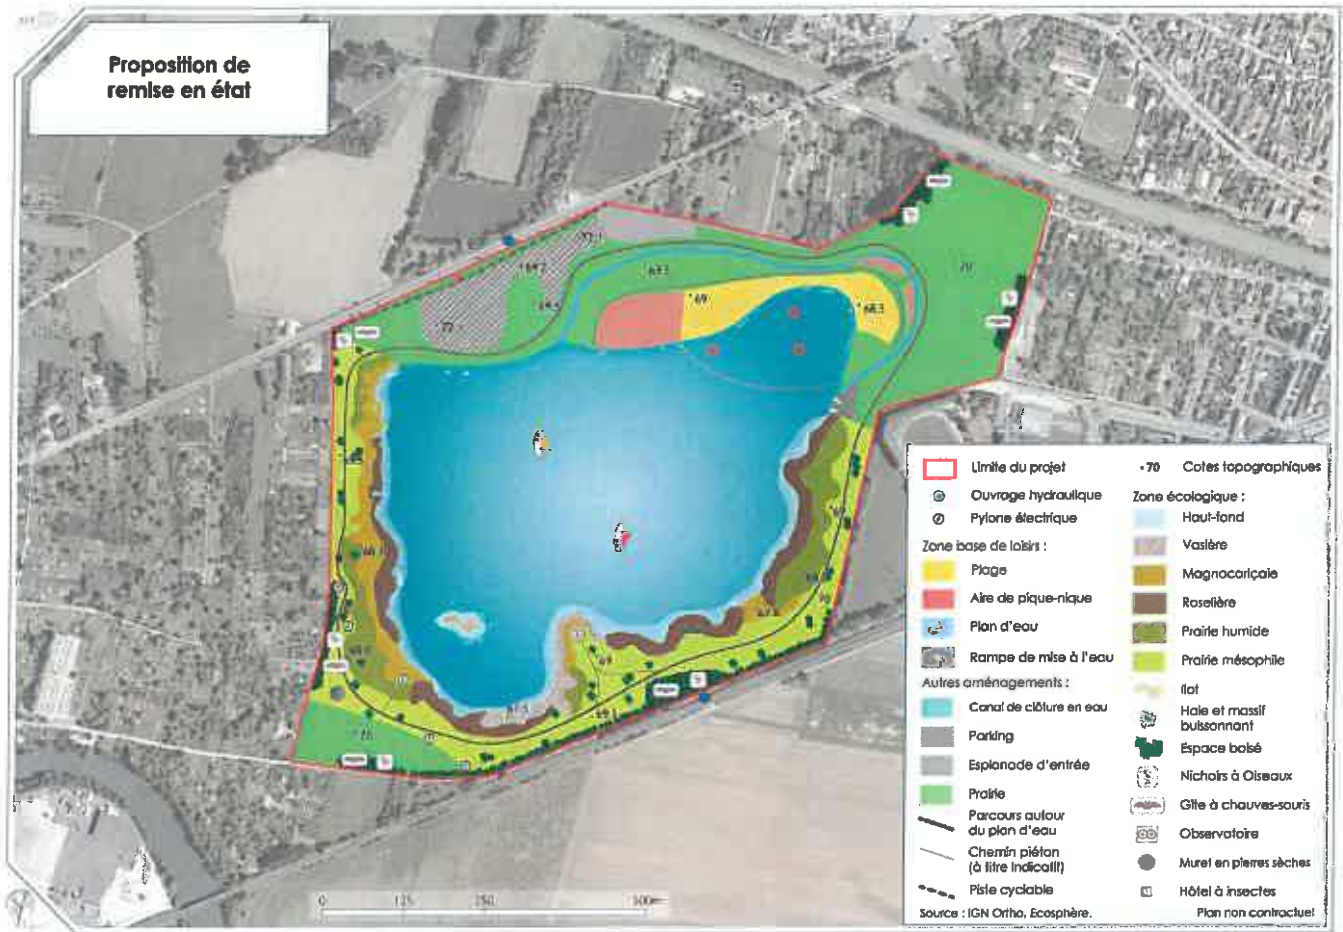 Proposition de
remise en état
70
69
Limite du projet
Ouvrage hydraulique
Pylone électrique
Zone base de loisirs :
Plage
Aire de pique-nique
Plan d'eau
Rampe de mise à l'eau
Autres aménagements :
Canal de clôture en eau
Parking
Esplanade d'entrée
Prairie
Parcours autour
du plan d'eau
Chemin piéton
(à titre indicatif)
Piste cyclable
•70 Cotes topographiques
Zone écologique :
Haut-fond
Vasière
Magnocariçaie
Roselière
Prairie humide
Prairie mésophile
Ilot
Haie et massif
buissonnant
Espace boisé
Nichoirs à Oiseaux
Gîte à chauves-souris
Observatoire
Muret en pierres sèches
Hôtel à insectes
Source : IGN Ortho, Ecosphère.
Plan non contractuel
0 125 250 500m